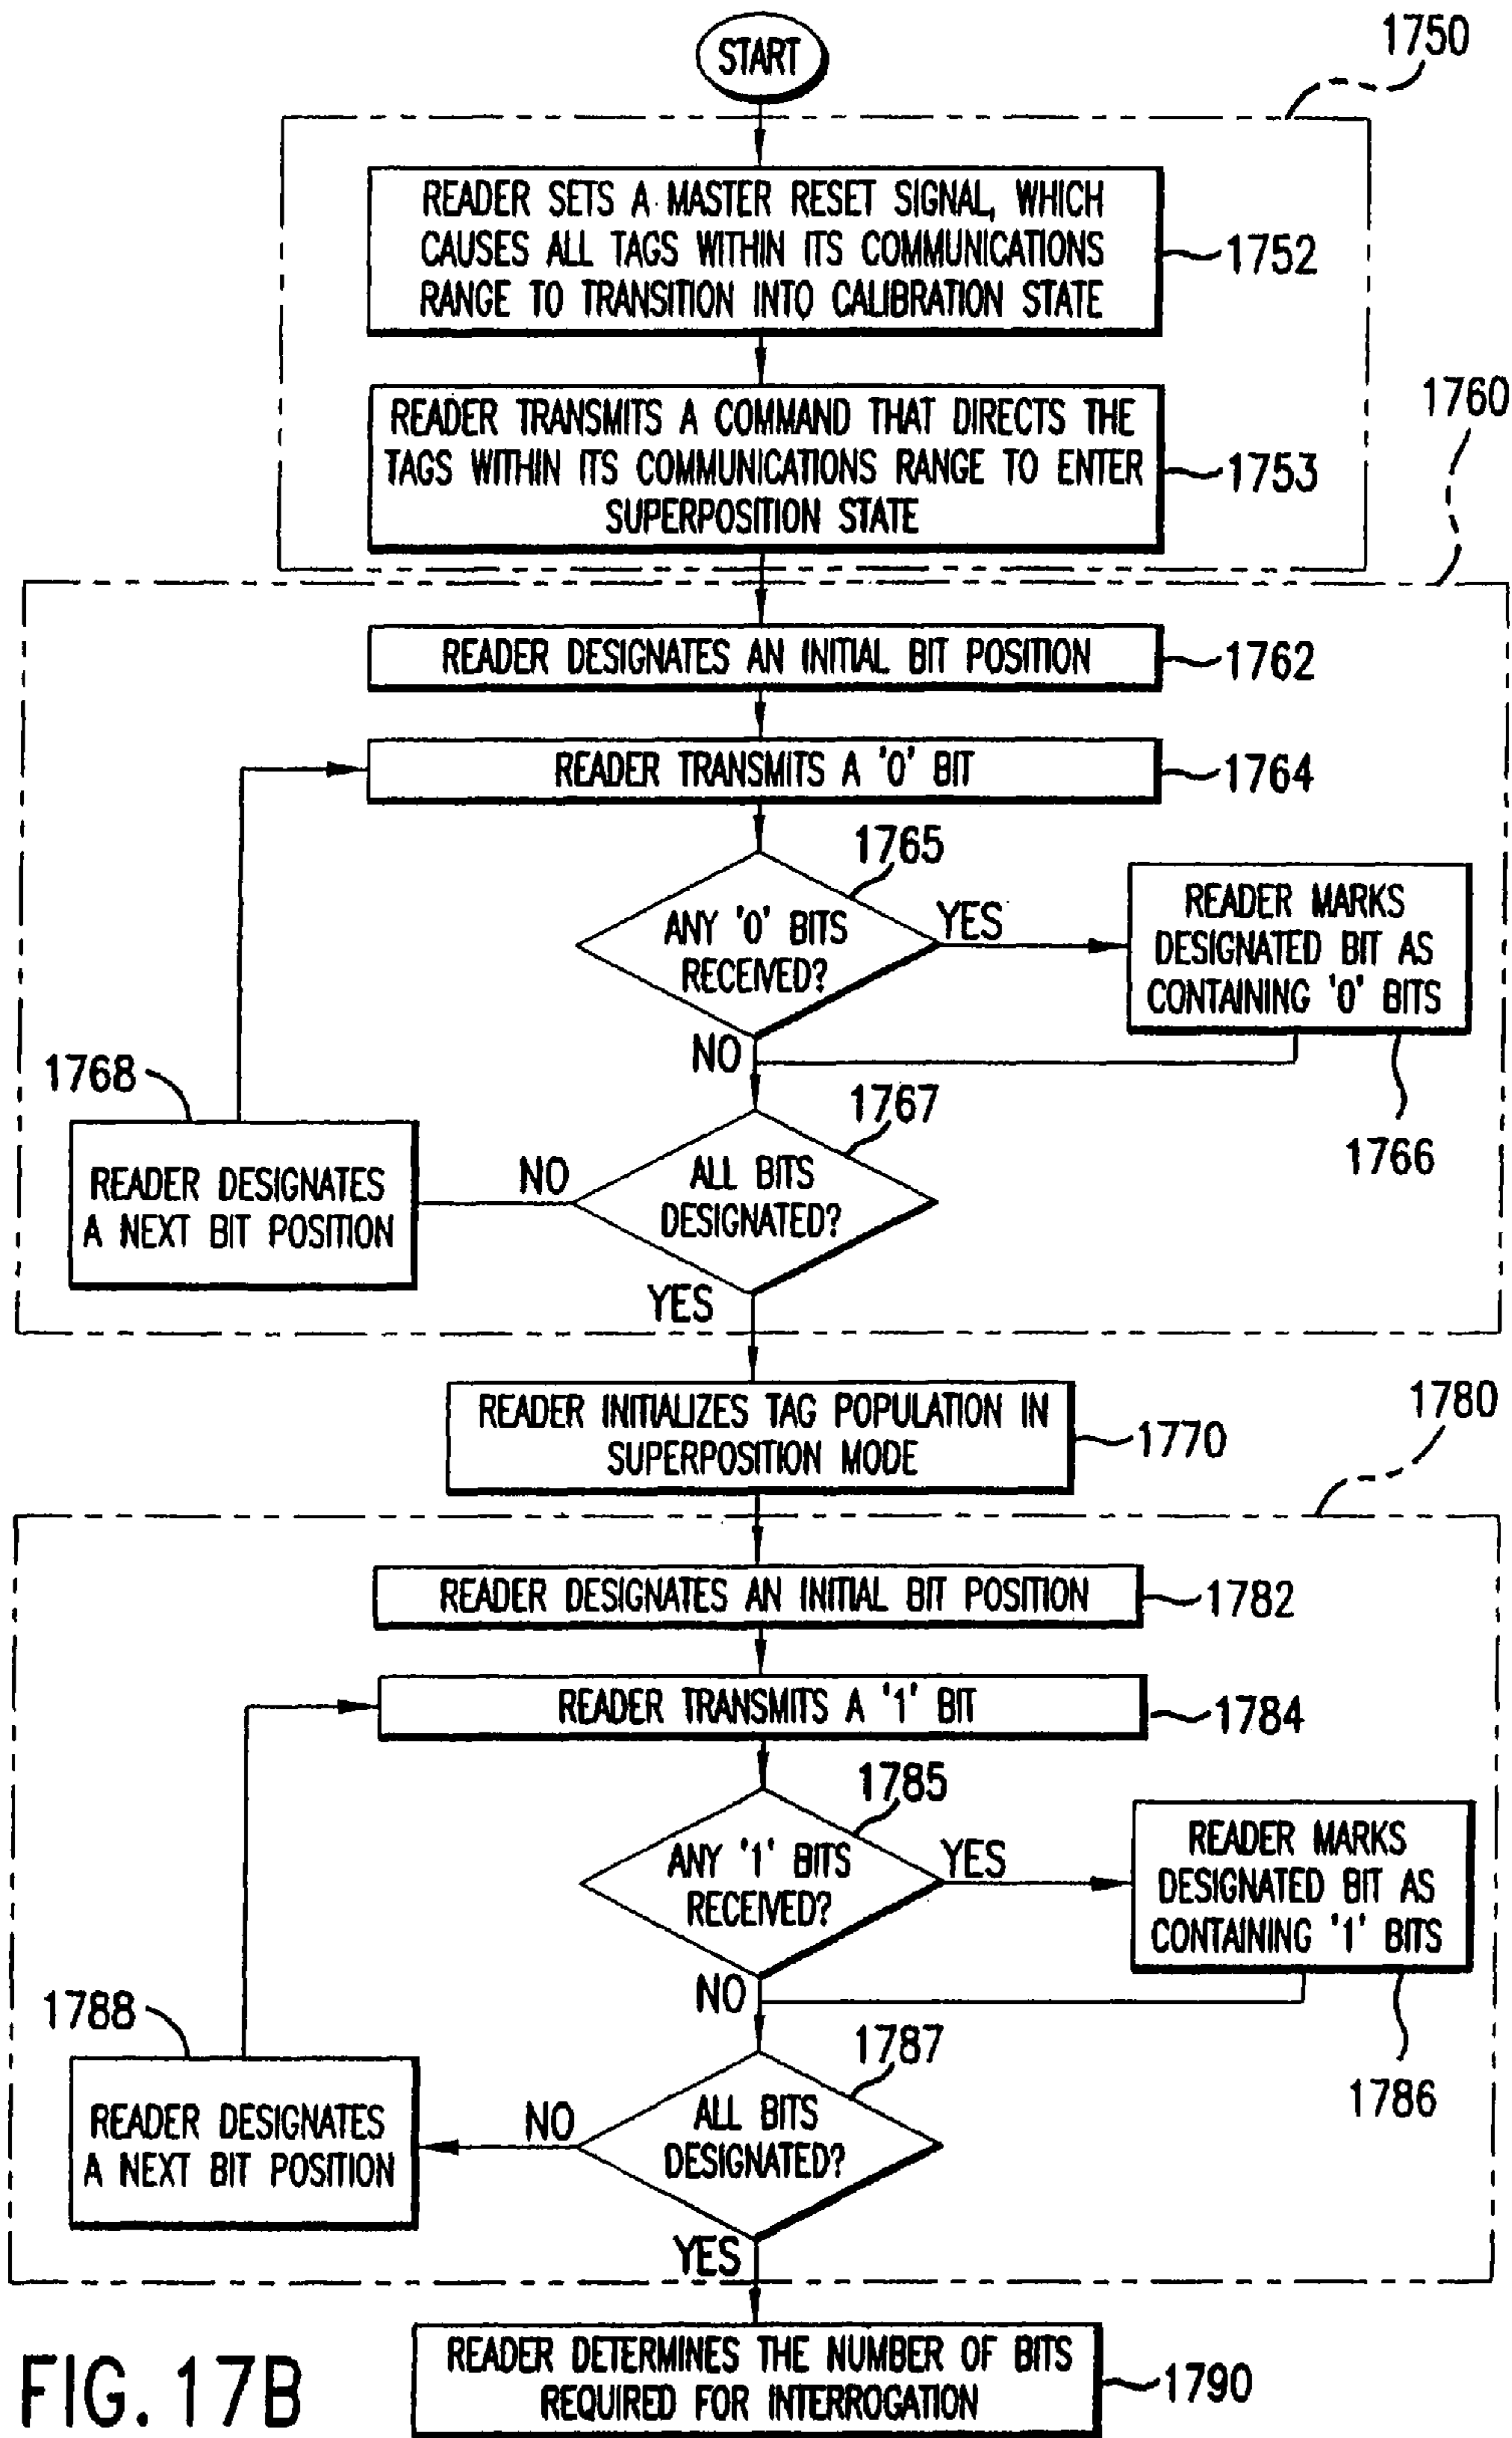 START
1750
READER SETS A MASTER RESET SIGNAL, WHICH
CAUSES ALL TAGS WITHIN ITS COMMUNICATIONS
RANGE TO TRANSITION INTO CALIBRATION STATE
1752
READER TRANSMITS A COMMAND THAT DIRECTS THE
TAGS WITHIN ITS COMMUNICATIONS RANGE TO ENTER
SUPERPOSITION STATE
1753
1760
READER DESIGNATES AN INITIAL BIT POSITION
1762
READER TRANSMITS A '0' BIT
1764
1765
ANY '0' BITS
RECEIVED?
YES
READER MARKS
DESIGNATED BIT AS
CONTAINING '0' BITS
1766
NO
1767
ALL BITS
DESIGNATED?
NO
1768
READER DESIGNATES
A NEXT BIT POSITION
YES
READER INITIALIZES TAG POPULATION IN
SUPERPOSITION MODE
1770
1780
READER DESIGNATES AN INITIAL BIT POSITION
1782
READER TRANSMITS A '1' BIT
1784
1785
ANY '1' BITS
RECEIVED?
YES
READER MARKS
DESIGNATED BIT AS
CONTAINING '1' BITS
1786
NO
1787
ALL BITS
DESIGNATED?
NO
1788
READER DESIGNATES
A NEXT BIT POSITION
YES
READER DETERMINES THE NUMBER OF BITS
REQUIRED FOR INTERROGATION
1790
FIG. 17B